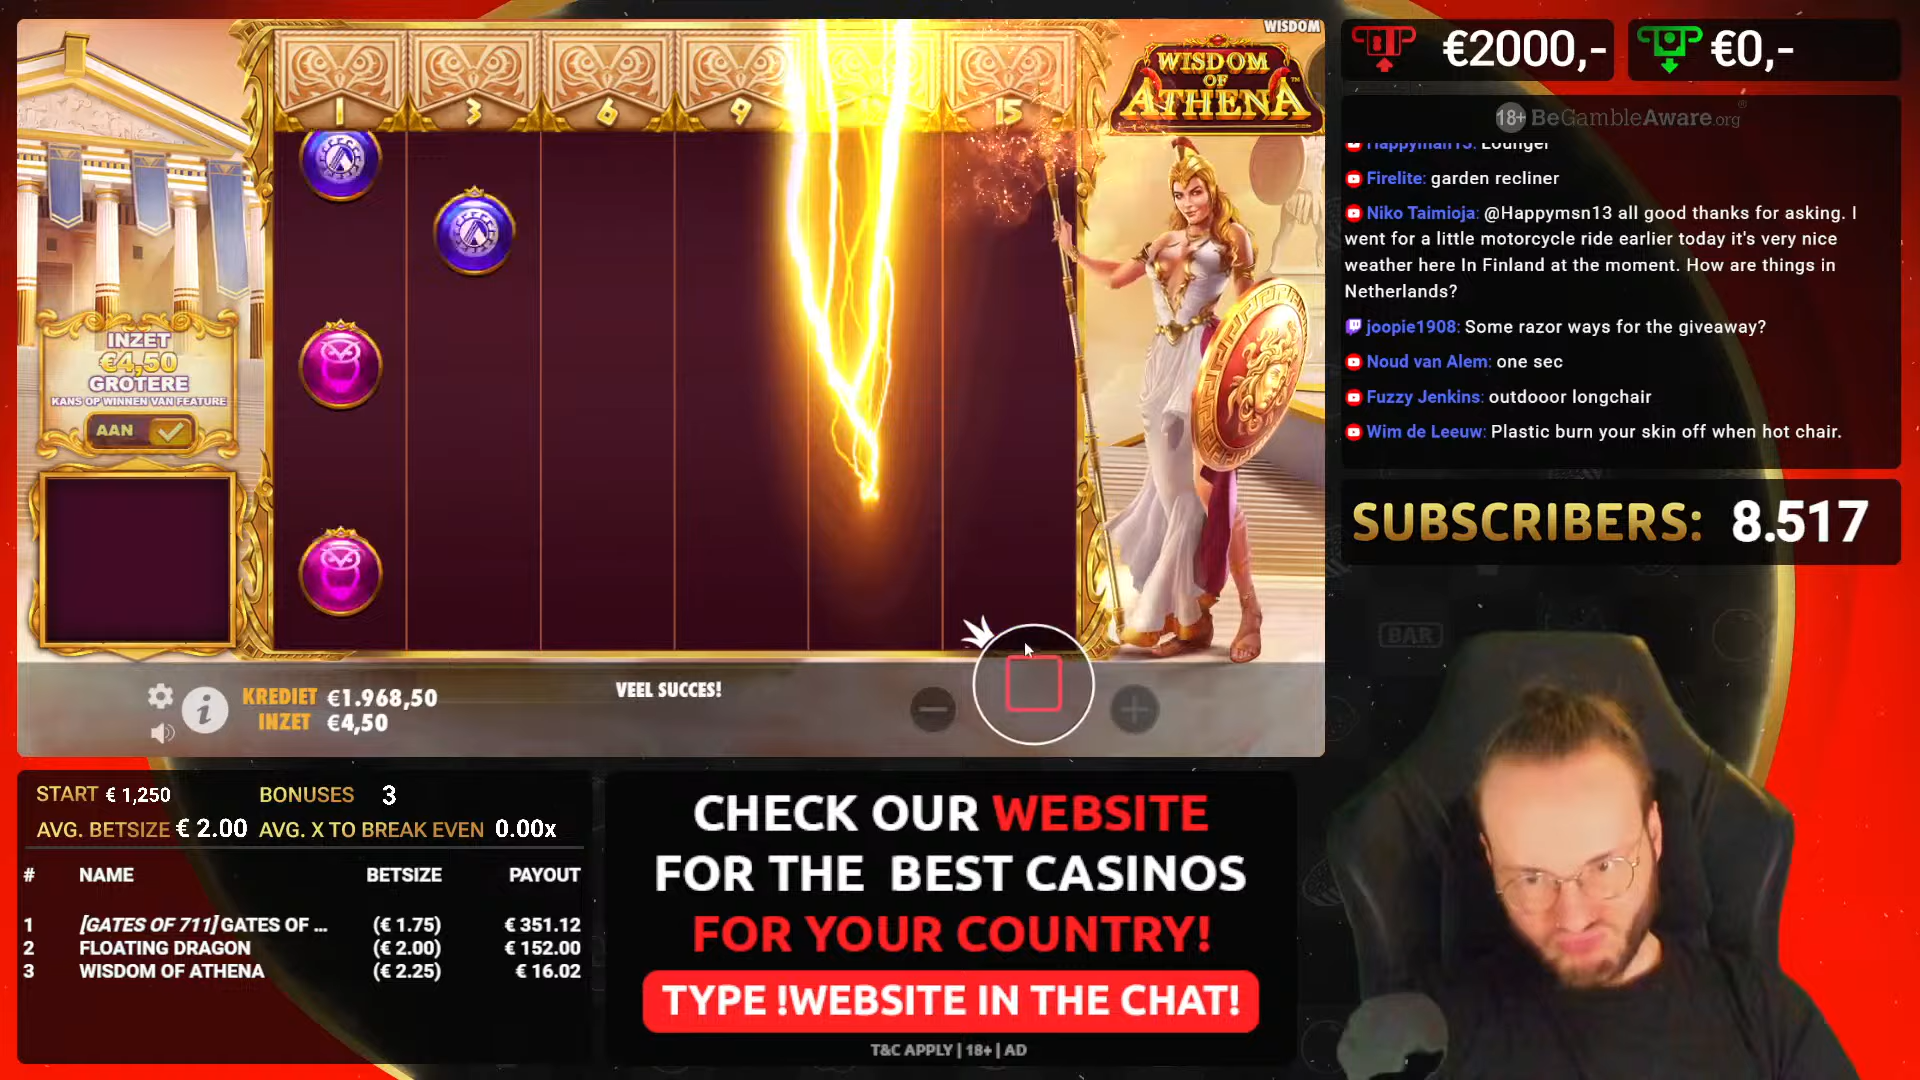 WISDOM
WISDOM
OF
ATHENA
1
3
6
9
15
INZET
€4,50
GROTERE
KANS OP WINNEN VAN FEATURE
AAN
KREDIET €1.968,50
INZET €4,50
VEEL SUCCES!
€2000,-
€0,-
18+ BeGambleAware.org
Happyman13: Lounger
Firelite: garden recliner
Niko Taimioja: @Happymsn13 all good thanks for asking. I
went for a little motorcycle ride earlier today it's very nice
weather here In Finland at the moment. How are things in
Netherlands?
joopie1908: Some razor ways for the giveaway?
Noud van Alem: one sec
Fuzzy Jenkins: outdooor longchair
Wim de Leeuw: Plastic burn your skin off when hot chair.
SUBSCRIBERS: 8.517
BAR
START € 1,250 BONUSES 3
AVG. BETSIZE € 2.00 AVG. X TO BREAK EVEN 0.00x
# NAME BETSIZE PAYOUT
1 [GATES OF 711] GATES OF ... (€ 1.75) € 351.12
2 FLOATING DRAGON (€ 2.00) € 152.00
3 WISDOM OF ATHENA (€ 2.25) € 16.02
CHECK OUR WEBSITE
FOR THE BEST CASINOS
FOR YOUR COUNTRY!
TYPE !WEBSITE IN THE CHAT!
T&C APPLY | 18+ | AD